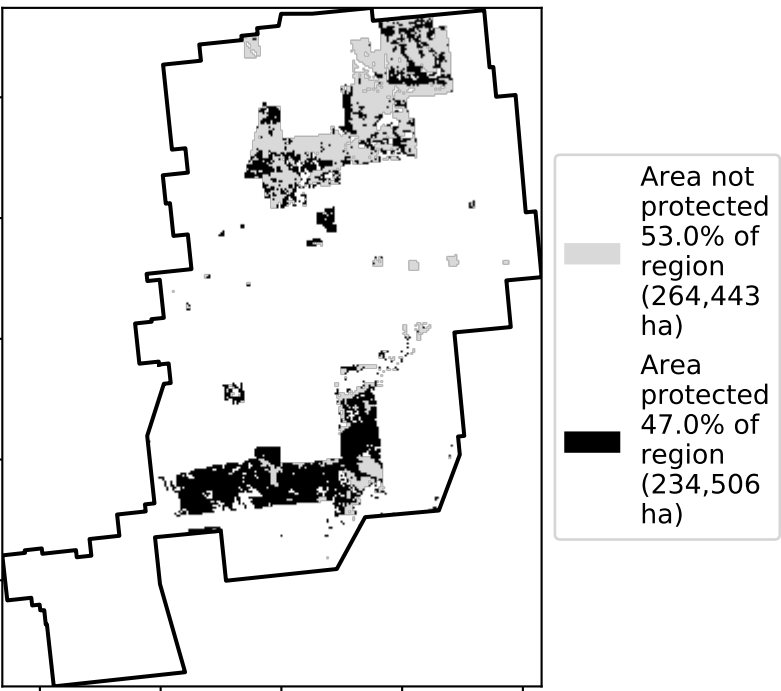 Area not
protected
53.0% of
region
(264,443
ha)
Area
protected
47.0% of
region
(234,506
ha)